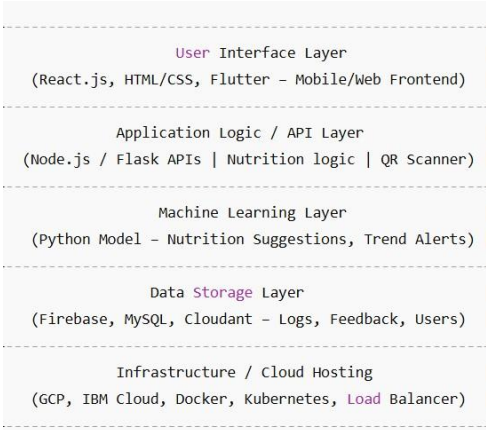 User Interface Layer
(React.js, HTML/CSS, Flutter – Mobile/Web Frontend)
Application Logic / API Layer
(Node.js / Flask APIs | Nutrition logic | QR Scanner)
Machine Learning Layer
(Python Model – Nutrition Suggestions, Trend Alerts)
Data Storage Layer
(Firebase, MySQL, Cloudant – Logs, Feedback, Users)
Infrastructure / Cloud Hosting
(GCP, IBM Cloud, Docker, Kubernetes, Load Balancer)